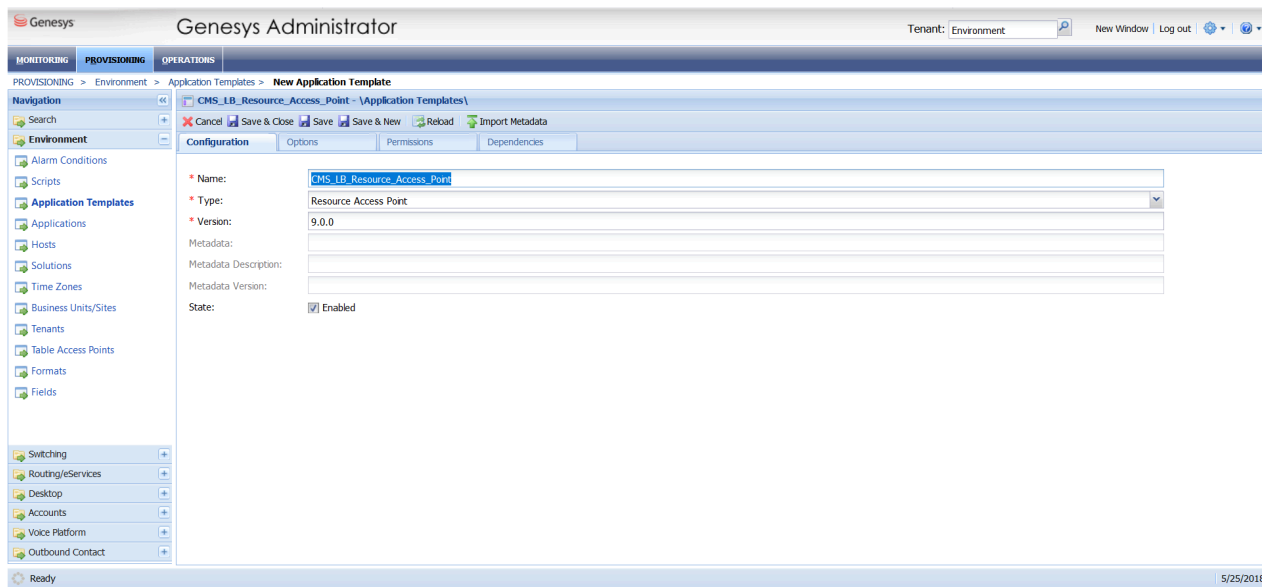 Genesys
Genesys Administrator
Tenant: Environment
New Window | Log out
MONITORING PROVISIONING OPERATIONS
PROVISIONING > Environment > Application Templates > New Application Template
Navigation
CMS_LB_Resource_Access_Point - \Application Templates\
Search
Cancel Save & Close Save Save & New Reload Import Metadata
Environment
Configuration Options Permissions Dependencies
Alarm Conditions
Scripts
Application Templates
Applications
Hosts
Solutions
Time Zones
Business Units/Sites
Tenants
Table Access Points
Formats
Fields
* Name: CMS_LB_Resource_Access_Point
* Type: Resource Access Point
* Version: 9.0.0
Metadata:
Metadata Description:
Metadata Version:
State: Enabled
Switching
Routing/eServices
Desktop
Accounts
Voice Platform
Outbound Contact
Ready
5/25/2018